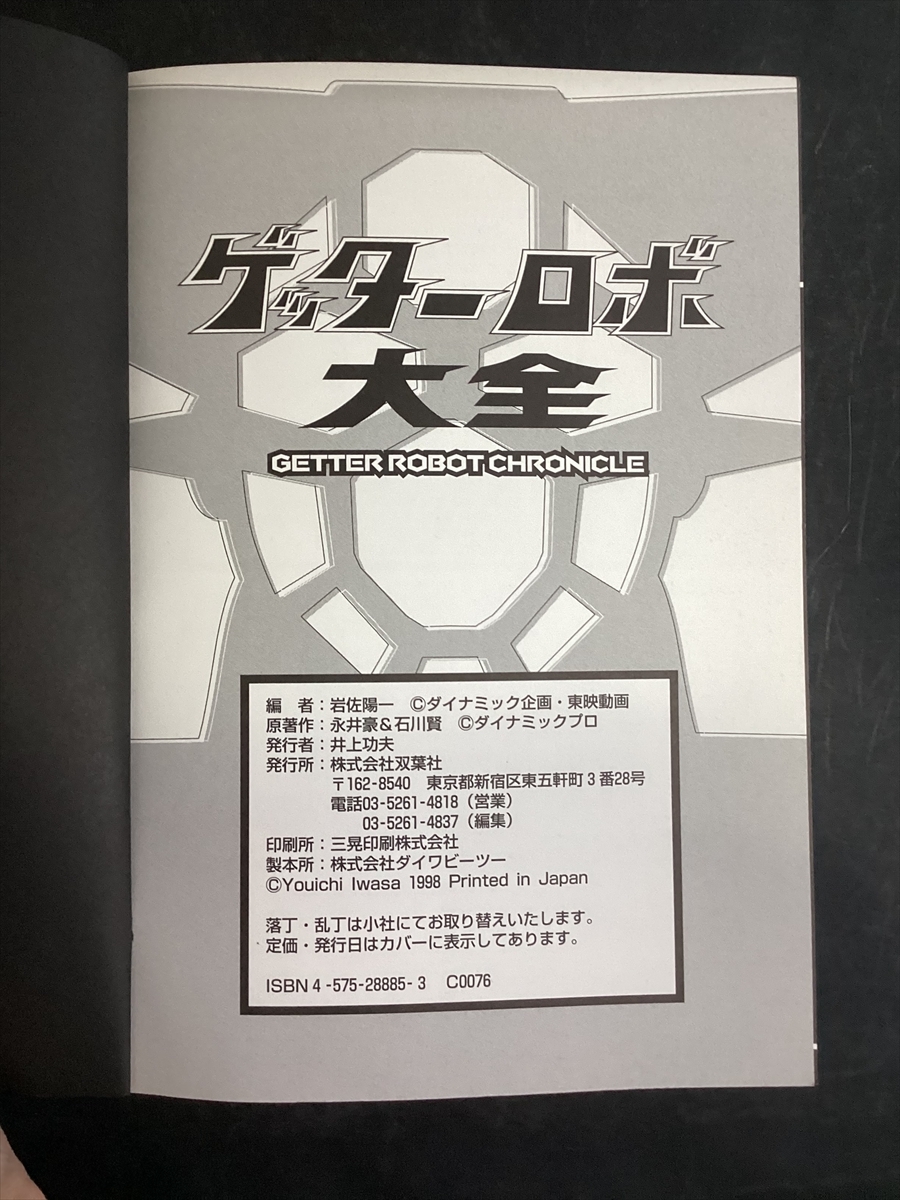 ゲッターロボ
大全
GETTER ROBOT CHRONICLE
編　者：岩佐陽一　©ダイナミック企画・東映動画
原著作：永井豪＆石川賢　©ダイナミックプロ
発行者：井上功夫
発行所：株式会社双葉社
〒162-8540　東京都新宿区東五軒町3番28号
電話03-5261-4818（営業）
03-5261-4837（編集）
印刷所：三晃印刷株式会社
製本所：株式会社ダイワビーツー
©Youichi Iwasa 1998 Printed in Japan
落丁・乱丁は小社にてお取り替えいたします。
定価・発行日はカバーに表示してあります。
ISBN4-575-28885-3　C0076